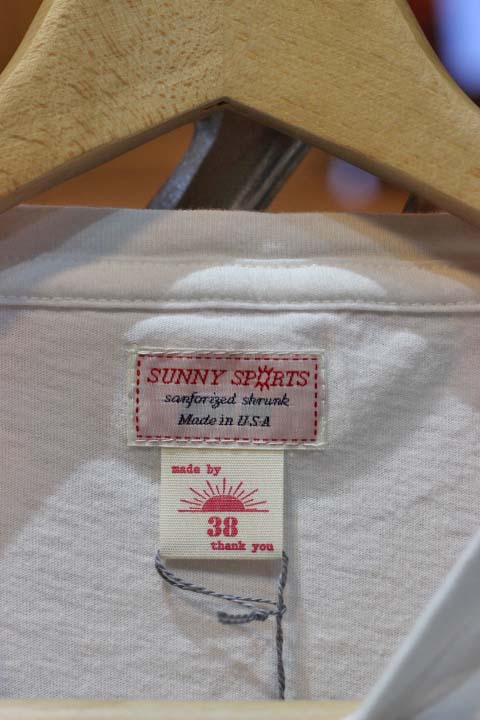 SUNNY SPORTS
sanforized shrunk
Made in U.S.A
made by
38
thank you